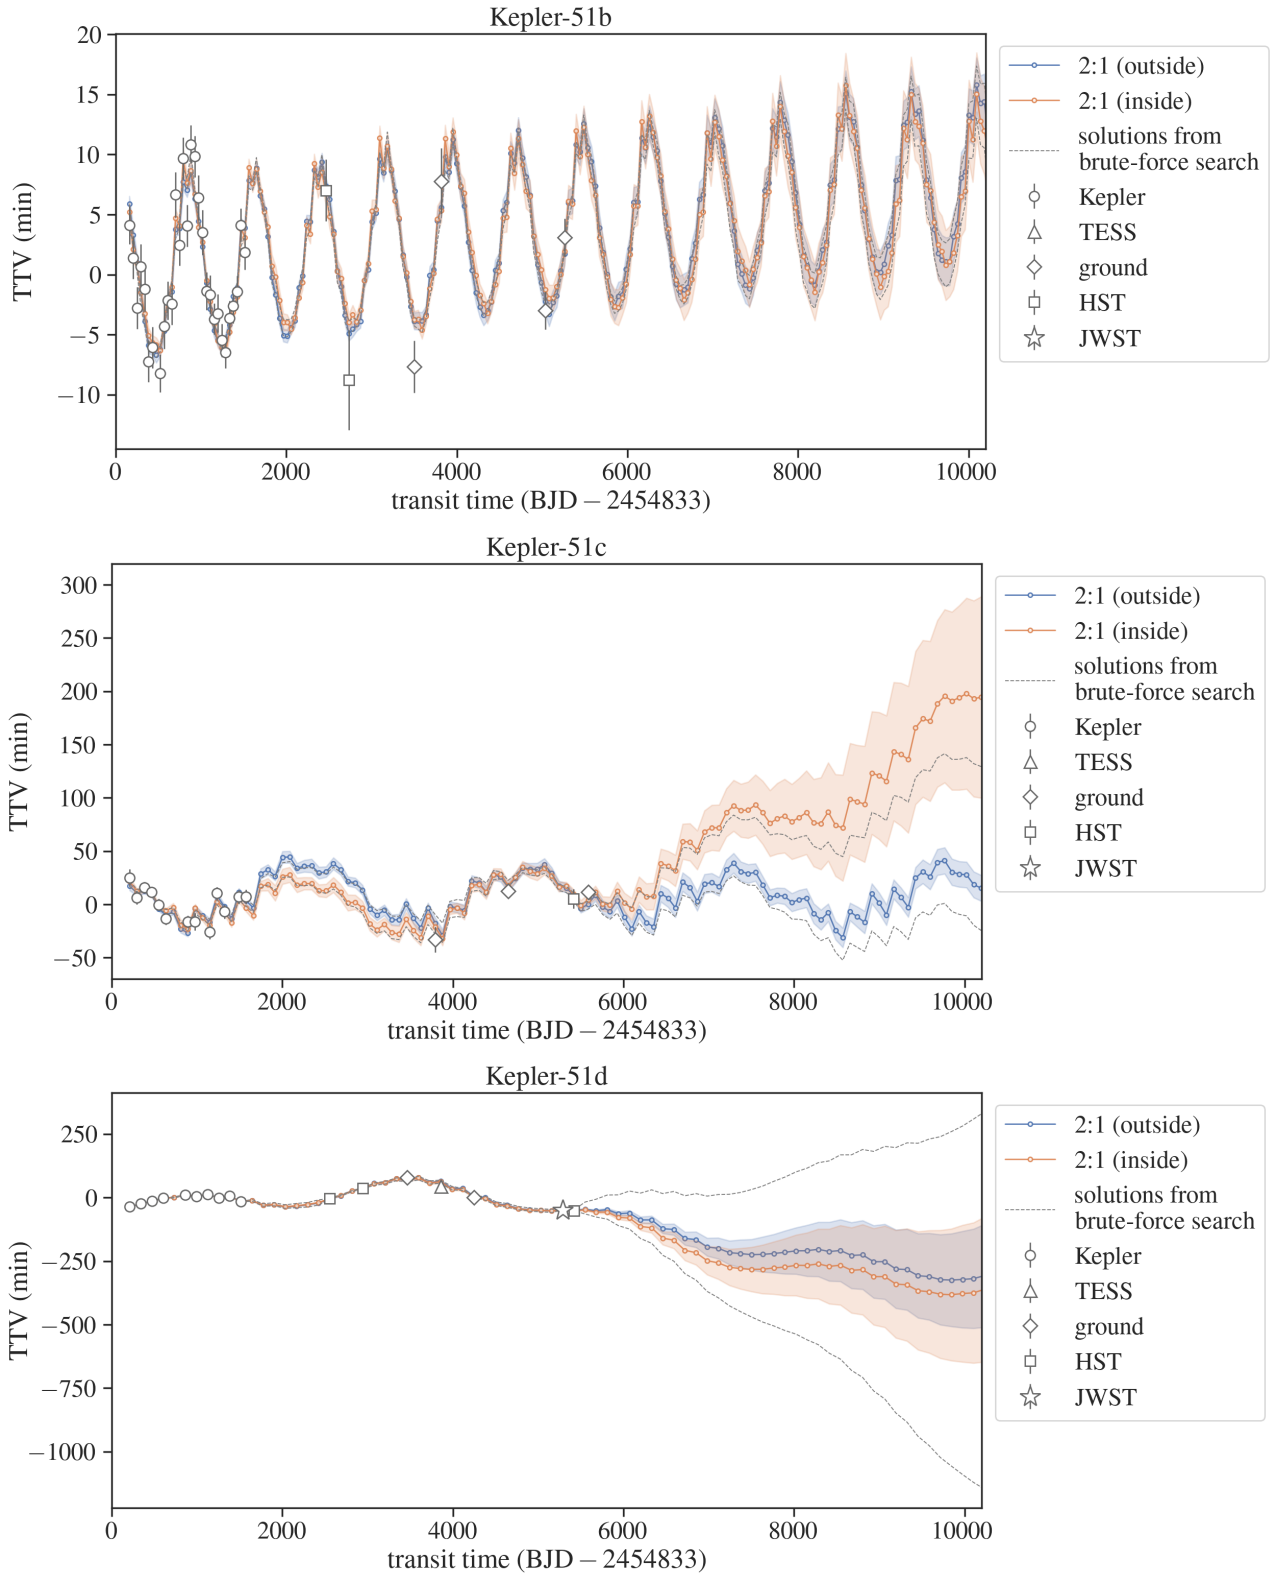 Kepler-51b
20
15
10
5
0
−5
−10
TTV (min)
0 2000 4000 6000 8000 10000
transit time (BJD − 2454833)
2:1 (outside)
2:1 (inside)
solutions from
brute-force search
Kepler
TESS
ground
HST
JWST
Kepler-51c
300
250
200
150
100
50
0
−50
TTV (min)
0 2000 4000 6000 8000 10000
transit time (BJD − 2454833)
2:1 (outside)
2:1 (inside)
solutions from
brute-force search
Kepler
TESS
ground
HST
JWST
Kepler-51d
250
0
−250
−500
−750
−1000
TTV (min)
0 2000 4000 6000 8000 10000
transit time (BJD − 2454833)
2:1 (outside)
2:1 (inside)
solutions from
brute-force search
Kepler
TESS
ground
HST
JWST